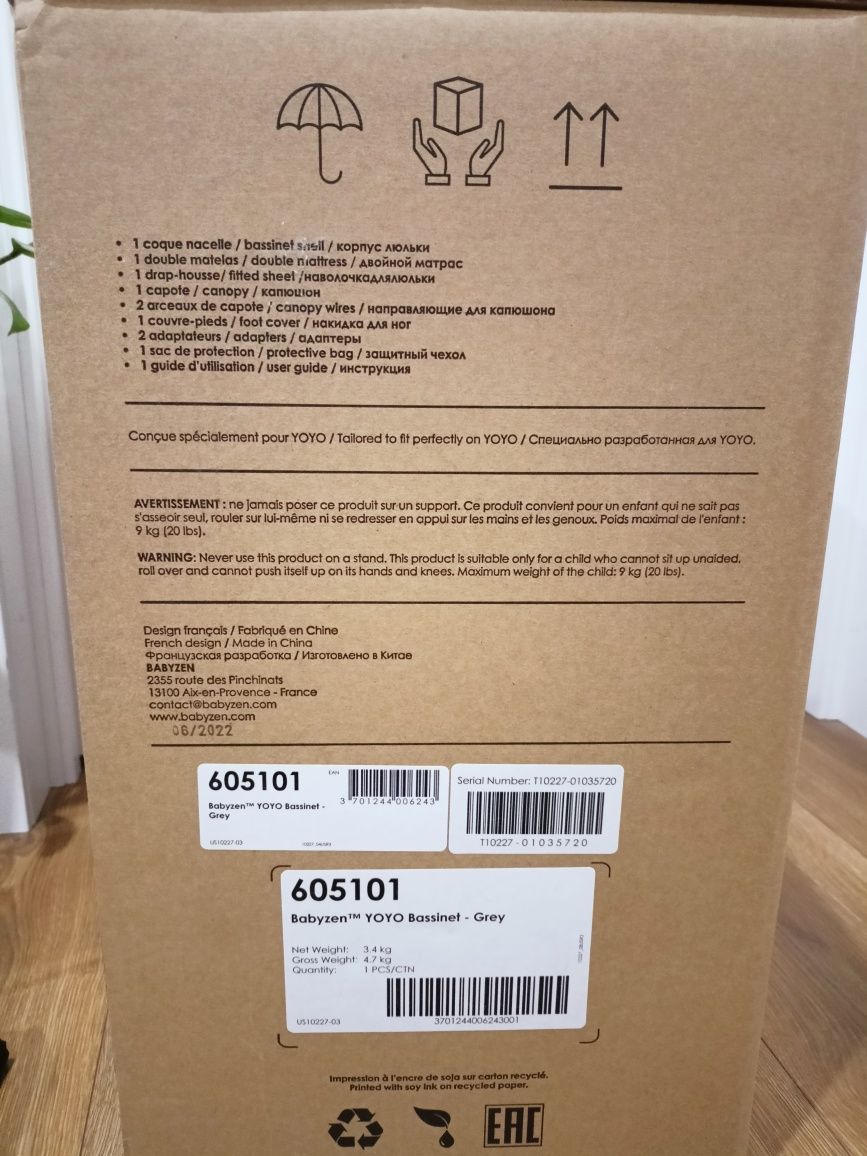 • 1 coque nacelle / bassinet shell / корпус люльки
• 1 double matelas / double mattress / двойной матрас
• 1 drap-housse/ fitted sheet /наволочкадлялюльки
• 1 capote / canopy / капюшон
• 2 arceaux de capote / canopy wires / направляющие для капюшона
• 1 couvre-pieds / foot cover / накидка для ног
• 2 adaptateurs / adapters / адаптеры
• 1 sac de protection / protective bag / защитный чехол
• 1 guide d'utilisation / user guide / инструкция
Conçue spécialement pour YOYO / Tailored to fit perfectly on YOYO / Специально разработанная для YOYO.
AVERTISSEMENT : ne jamais poser ce produit sur un support. Ce produit convient pour un enfant qui ne sait pas
s'asseoir seul, rouler sur lui-même ni se redresser en appui sur les mains et les genoux. Poids maximal de l'enfant :
9 kg (20 lbs).
WARNING: Never use this product on a stand. This product is suitable only for a child who cannot sit up unaided,
roll over and cannot push itself up on its hands and knees. Maximum weight of the child: 9 kg (20 lbs).
Design français / Fabriqué en Chine
French design / Made in China
Французская разработка / Изготовлено в Китае
BABYZEN
2355 route des Pinchinats
13100 Aix-en-Provence - France
contact@babyzen.com
www.babyzen.com
06/2022
605101
EAN
3 701244 006243
Babyzen™ YOYO Bassinet -
Grey
US10227-03
Serial Number: T10227-01035720
T10227-01035720
605101
Babyzen™ YOYO Bassinet - Grey
Net Weight: 3.4 kg
Gross Weight: 4.7 kg
Quantity: 1 PCS/CTN
US10227-03
3701244006243001
Impression à l'encre de soja sur carton recyclé.
Printed with soy ink on recycled paper.
EAC